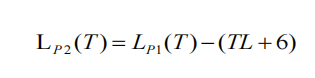 L_{P2}(T) = L_{P1}(T) − (TL + 6)